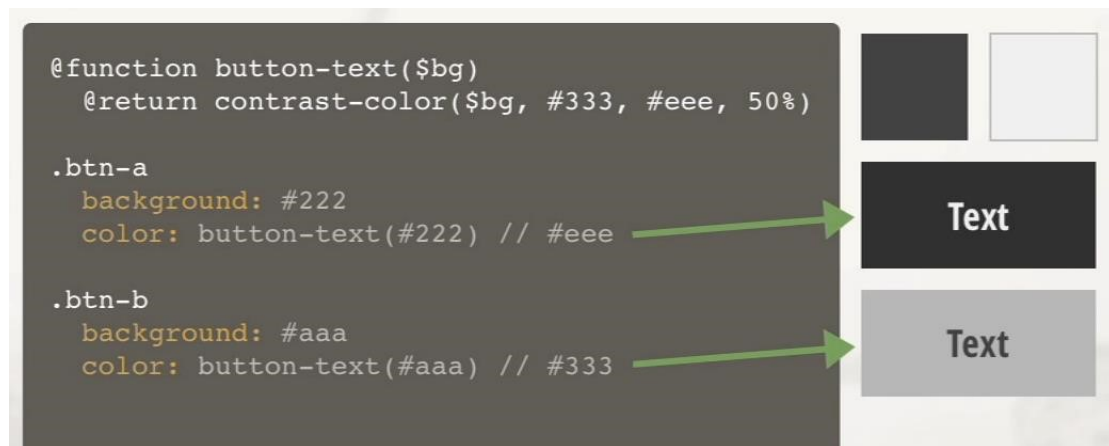 @function button-text($bg)
  @return contrast-color($bg, #333, #eee, 50%)
.btn-a
  background: #222
  color: button-text(#222) // #eee
.btn-b
  background: #aaa
  color: button-text(#aaa) // #333
Text
Text